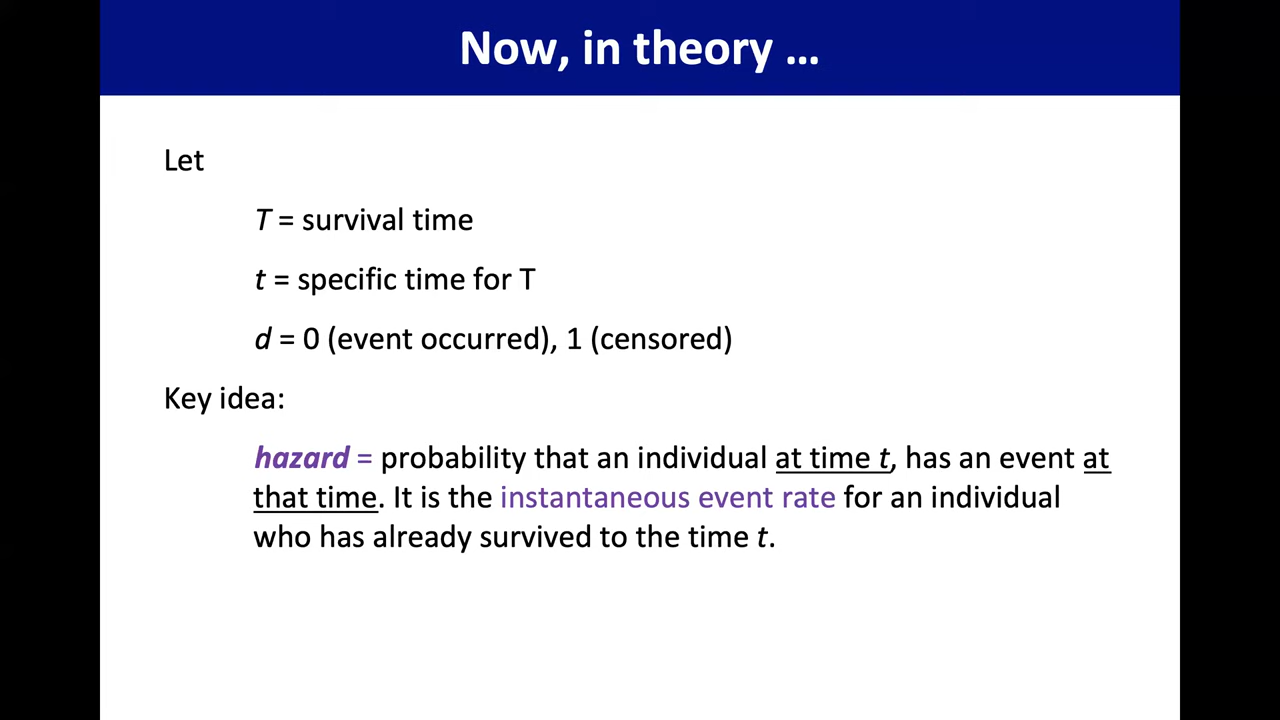 Now, in theory ...
Let
T = survival time
t = specific time for T
d = 0 (event occurred), 1 (censored)
Key idea:
hazard = probability that an individual at time t, has an event at
that time. It is the instantaneous event rate for an individual
who has already survived to the time t.